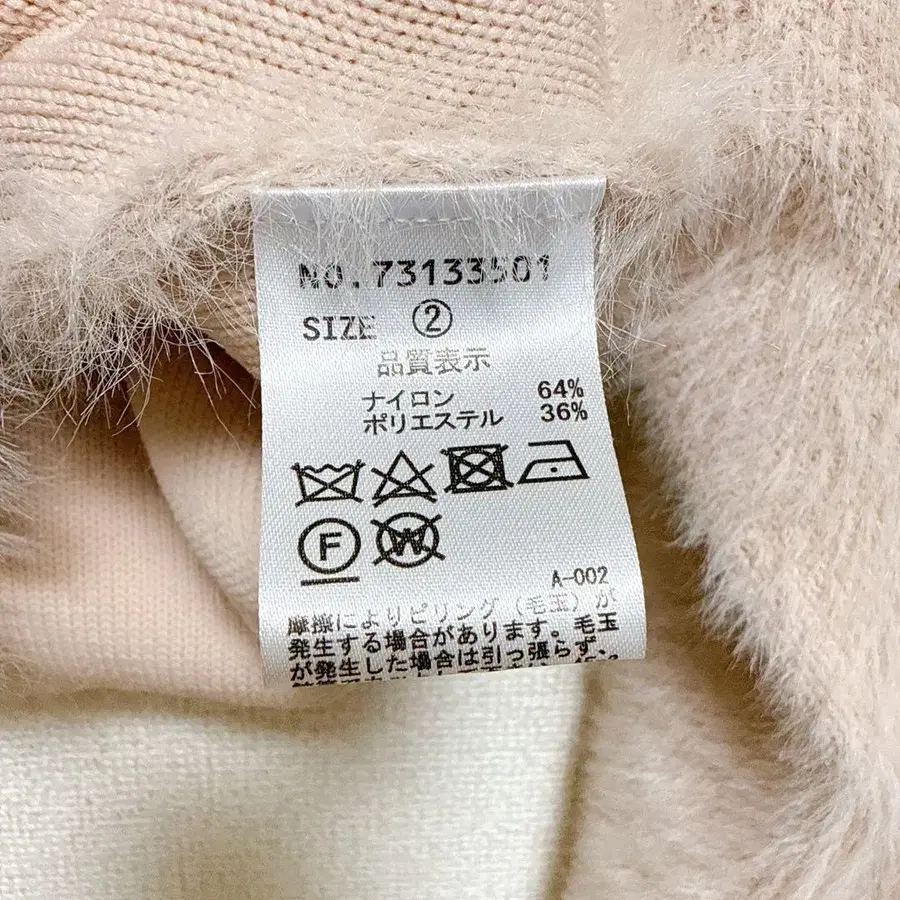 NO.73133501
SIZE ②
品質表示
ナイロン 64%
ポリエステル 36%
F W
A-002
摩擦によりピリング(毛玉)が
発生する場合があります。毛玉
が発生した場合は引っ張らず、